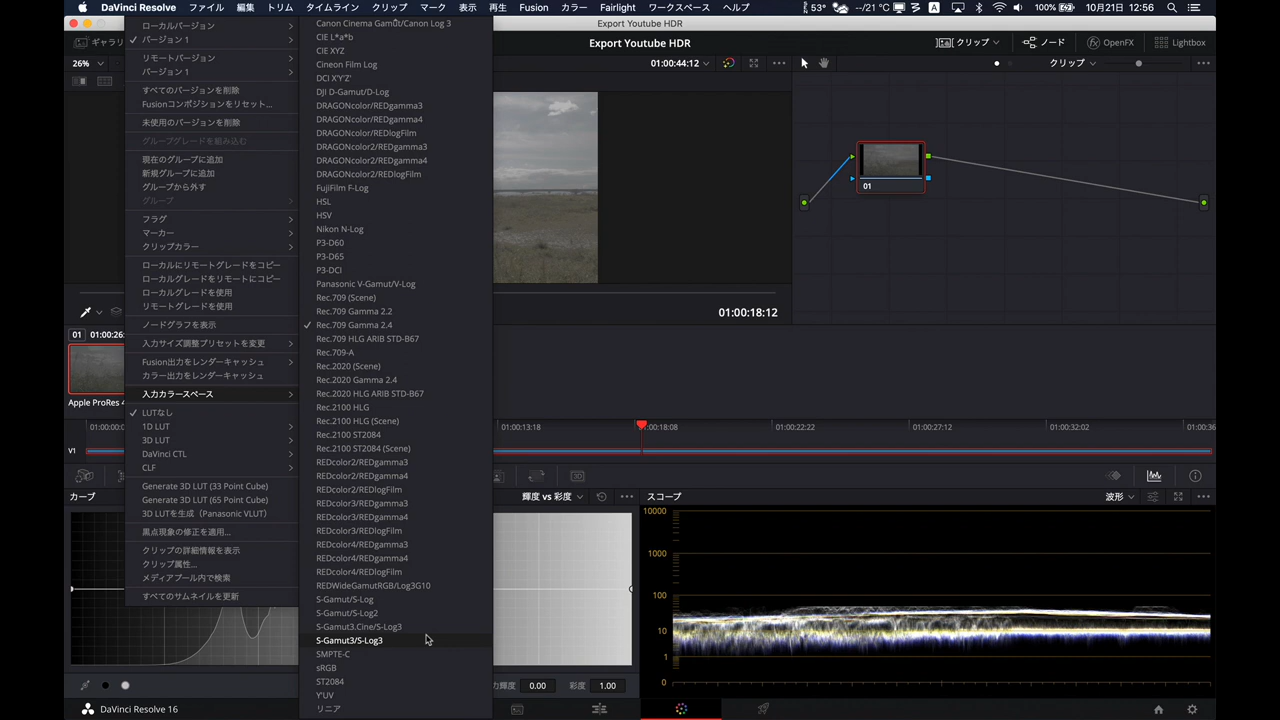 DaVinci Resolve ファイル 編集 トリム タイムライン クリップ マーク 表示 再生 Fusion カラー Fairlight ワークスペース ヘルプ 53° A 100% 10月21日 12:56
Export Youtube HDR
ギャラリ
Export Youtube HDR
クリップ
ノード
OpenFX
Lightbox
26%
01:00:44:12
クリップ
ローカルバージョン
バージョン 1
リモートバージョン
バージョン 1
すべてのバージョンを削除
Fusionコンポジションをリセット...
未使用のバージョンを削除
グループグレードを組み込む
現在のグループに追加
新規グループに追加
グループから外す
グループ
フラグ
マーカー
クリップカラー
ローカルにリモートグレードをコピー
ローカルグレードをリモートにコピー
ローカルグレードを使用
リモートグレードを使用
ノードグラフを表示
入力サイズ調整プリセットを変更
Fusion出力をレンダーキャッシュ
カラー出力をレンダーキャッシュ
入力カラースペース
LUTなし
1D LUT
3D LUT
DaVinci CTL
CLF
Generate 3D LUT (33 Point Cube)
Generate 3D LUT (65 Point Cube)
3D LUTを生成（Panasonic VLUT）
黒点現象の修正を適用...
クリップの詳細情報を表示
クリップ属性...
メディアプール内で検索
すべてのサムネイルを更新
Canon Cinema Gamut/Canon Log 3
CIE L*a*b
CIE XYZ
Cineon Film Log
DCI X'Y'Z'
DJI D-Gamut/D-Log
DRAGONcolor/REDgamma3
DRAGONcolor/REDgamma4
DRAGONcolor/REDlogFilm
DRAGONcolor2/REDgamma3
DRAGONcolor2/REDgamma4
DRAGONcolor2/REDlogFilm
FujiFilm F-Log
HSL
HSV
Nikon N-Log
P3-D60
P3-D65
P3-DCI
Panasonic V-Gamut/V-Log
Rec.709 (Scene)
Rec.709 Gamma 2.2
Rec.709 Gamma 2.4
Rec.709 HLG ARIB STD-B67
Rec.709-A
Rec.2020 (Scene)
Rec.2020 Gamma 2.4
Rec.2020 HLG ARIB STD-B67
Rec.2100 HLG
Rec.2100 HLG (Scene)
Rec.2100 ST2084
Rec.2100 ST2084 (Scene)
REDcolor2/REDgamma3
REDcolor2/REDgamma4
REDcolor2/REDlogFilm
REDcolor3/REDgamma3
REDcolor3/REDgamma4
REDcolor3/REDlogFilm
REDcolor4/REDgamma3
REDcolor4/REDgamma4
REDcolor4/REDlogFilm
REDWideGamutRGB/Log3G10
S-Gamut/S-Log
S-Gamut/S-Log2
S-Gamut3.Cine/S-Log3
S-Gamut3/S-Log3
SMPTE-C
sRGB
ST2084
Y'UV
リニア
01
01:00:18:12
01 01:00:26:
Apple ProRes 4
01:00:00:0
01:00:13:18
01:00:18:08
01:00:22:22
01:00:27:12
01:00:32:02
01:00:36
V1
カーブ
輝度 vs 彩度
スコープ
波形
10000
1000
100
10
1
0
力輝度 0.00 彩度 1.00
DaVinci Resolve 16